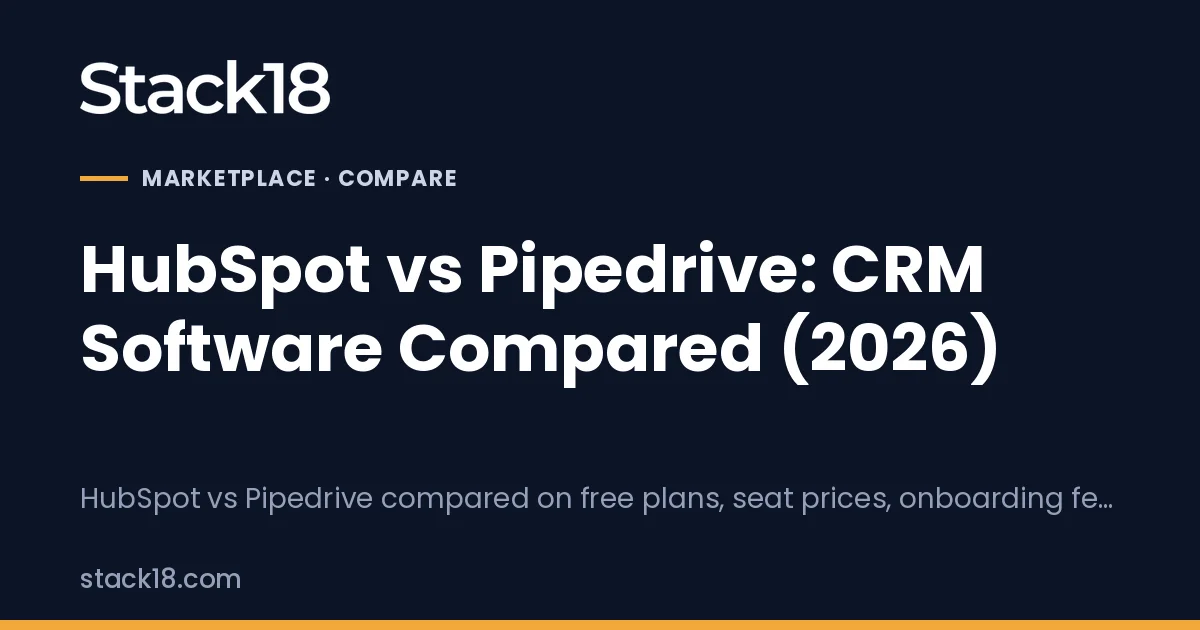 Stack18
MARKETPLACE · COMPARE
HubSpot vs Pipedrive: CRM
Software Compared (2026)
HubSpot vs Pipedrive compared on free plans, seat prices, onboarding fe...
stack18.com